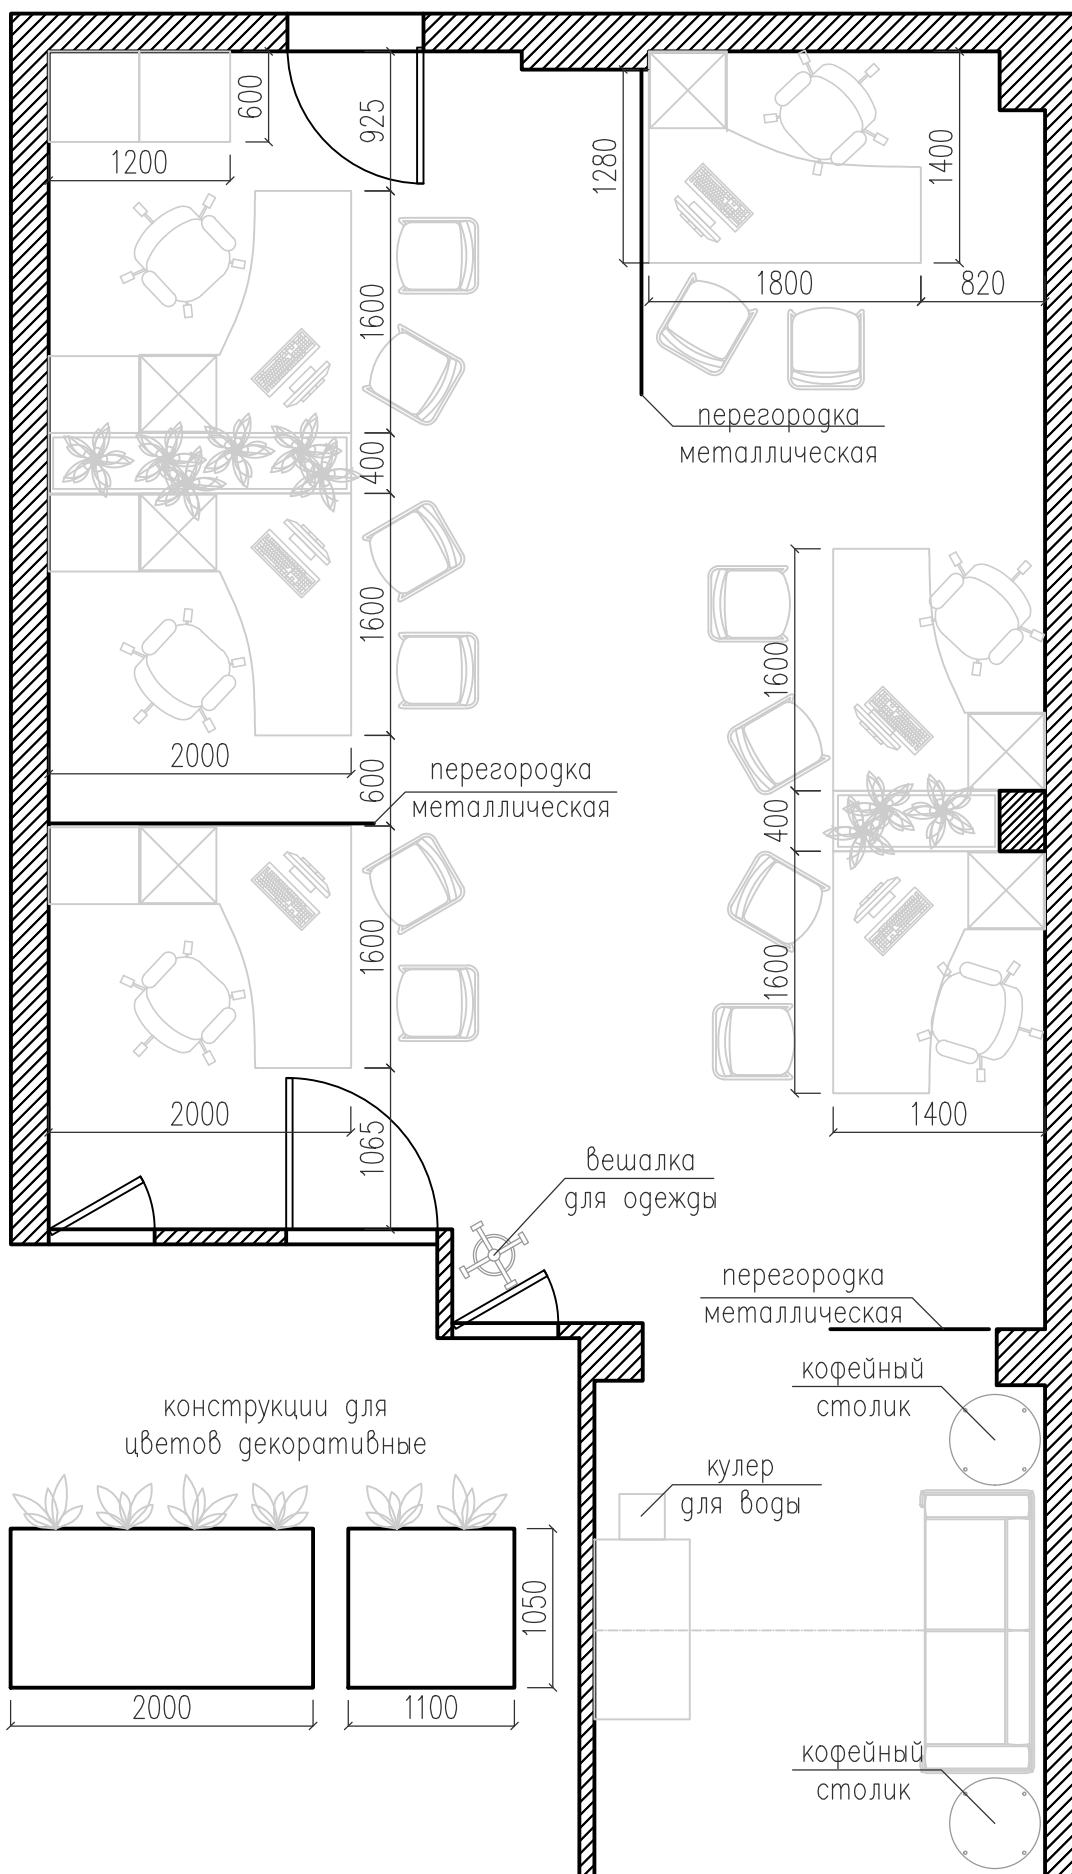 600
925
1200
1280
1400
1800
820
1600
перегородка
металлическая
400
1600
1600
2000
600
перегородка
металлическая
400
1600
1600
2000
1065
1400
вешалка
для одежды
перегородка
металлическая
кофейный
столик
конструкции для
цветов декоративные
кулер
для воды
1050
2000
1100
кофейный
столик